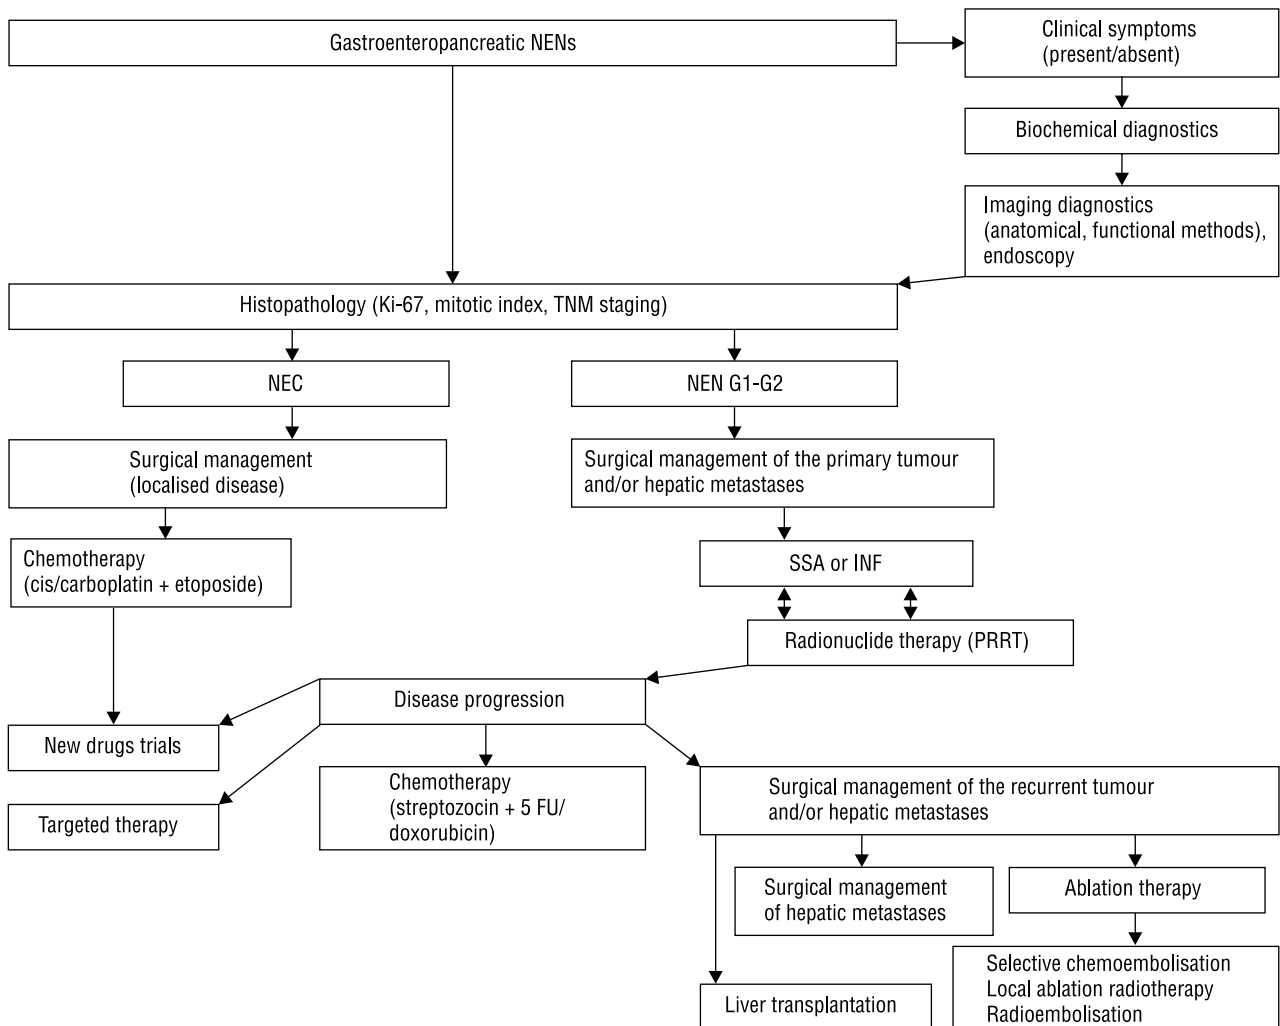 Gastroenteropancreatic NENs
Clinical symptoms
(present/absent)
Biochemical diagnostics
Imaging diagnostics
(anatomical, functional methods),
endoscopy
Histopathology (Ki-67, mitotic index, TNM staging)
NEC
NEN G1-G2
Surgical management
(localised disease)
Surgical management of the primary tumour
and/or hepatic metastases
Chemotherapy
(cis/carboplatin + etoposide)
SSA or INF
Radionuclide therapy (PRRT)
Disease progression
New drugs trials
Targeted therapy
Chemotherapy
(streptozocin + 5 FU/
doxorubicin)
Surgical management of the recurrent tumour
and/or hepatic metastases
Surgical management
of hepatic metastases
Ablation therapy
Liver transplantation
Selective chemoembolisation
Local ablation radiotherapy
Radioembolisation